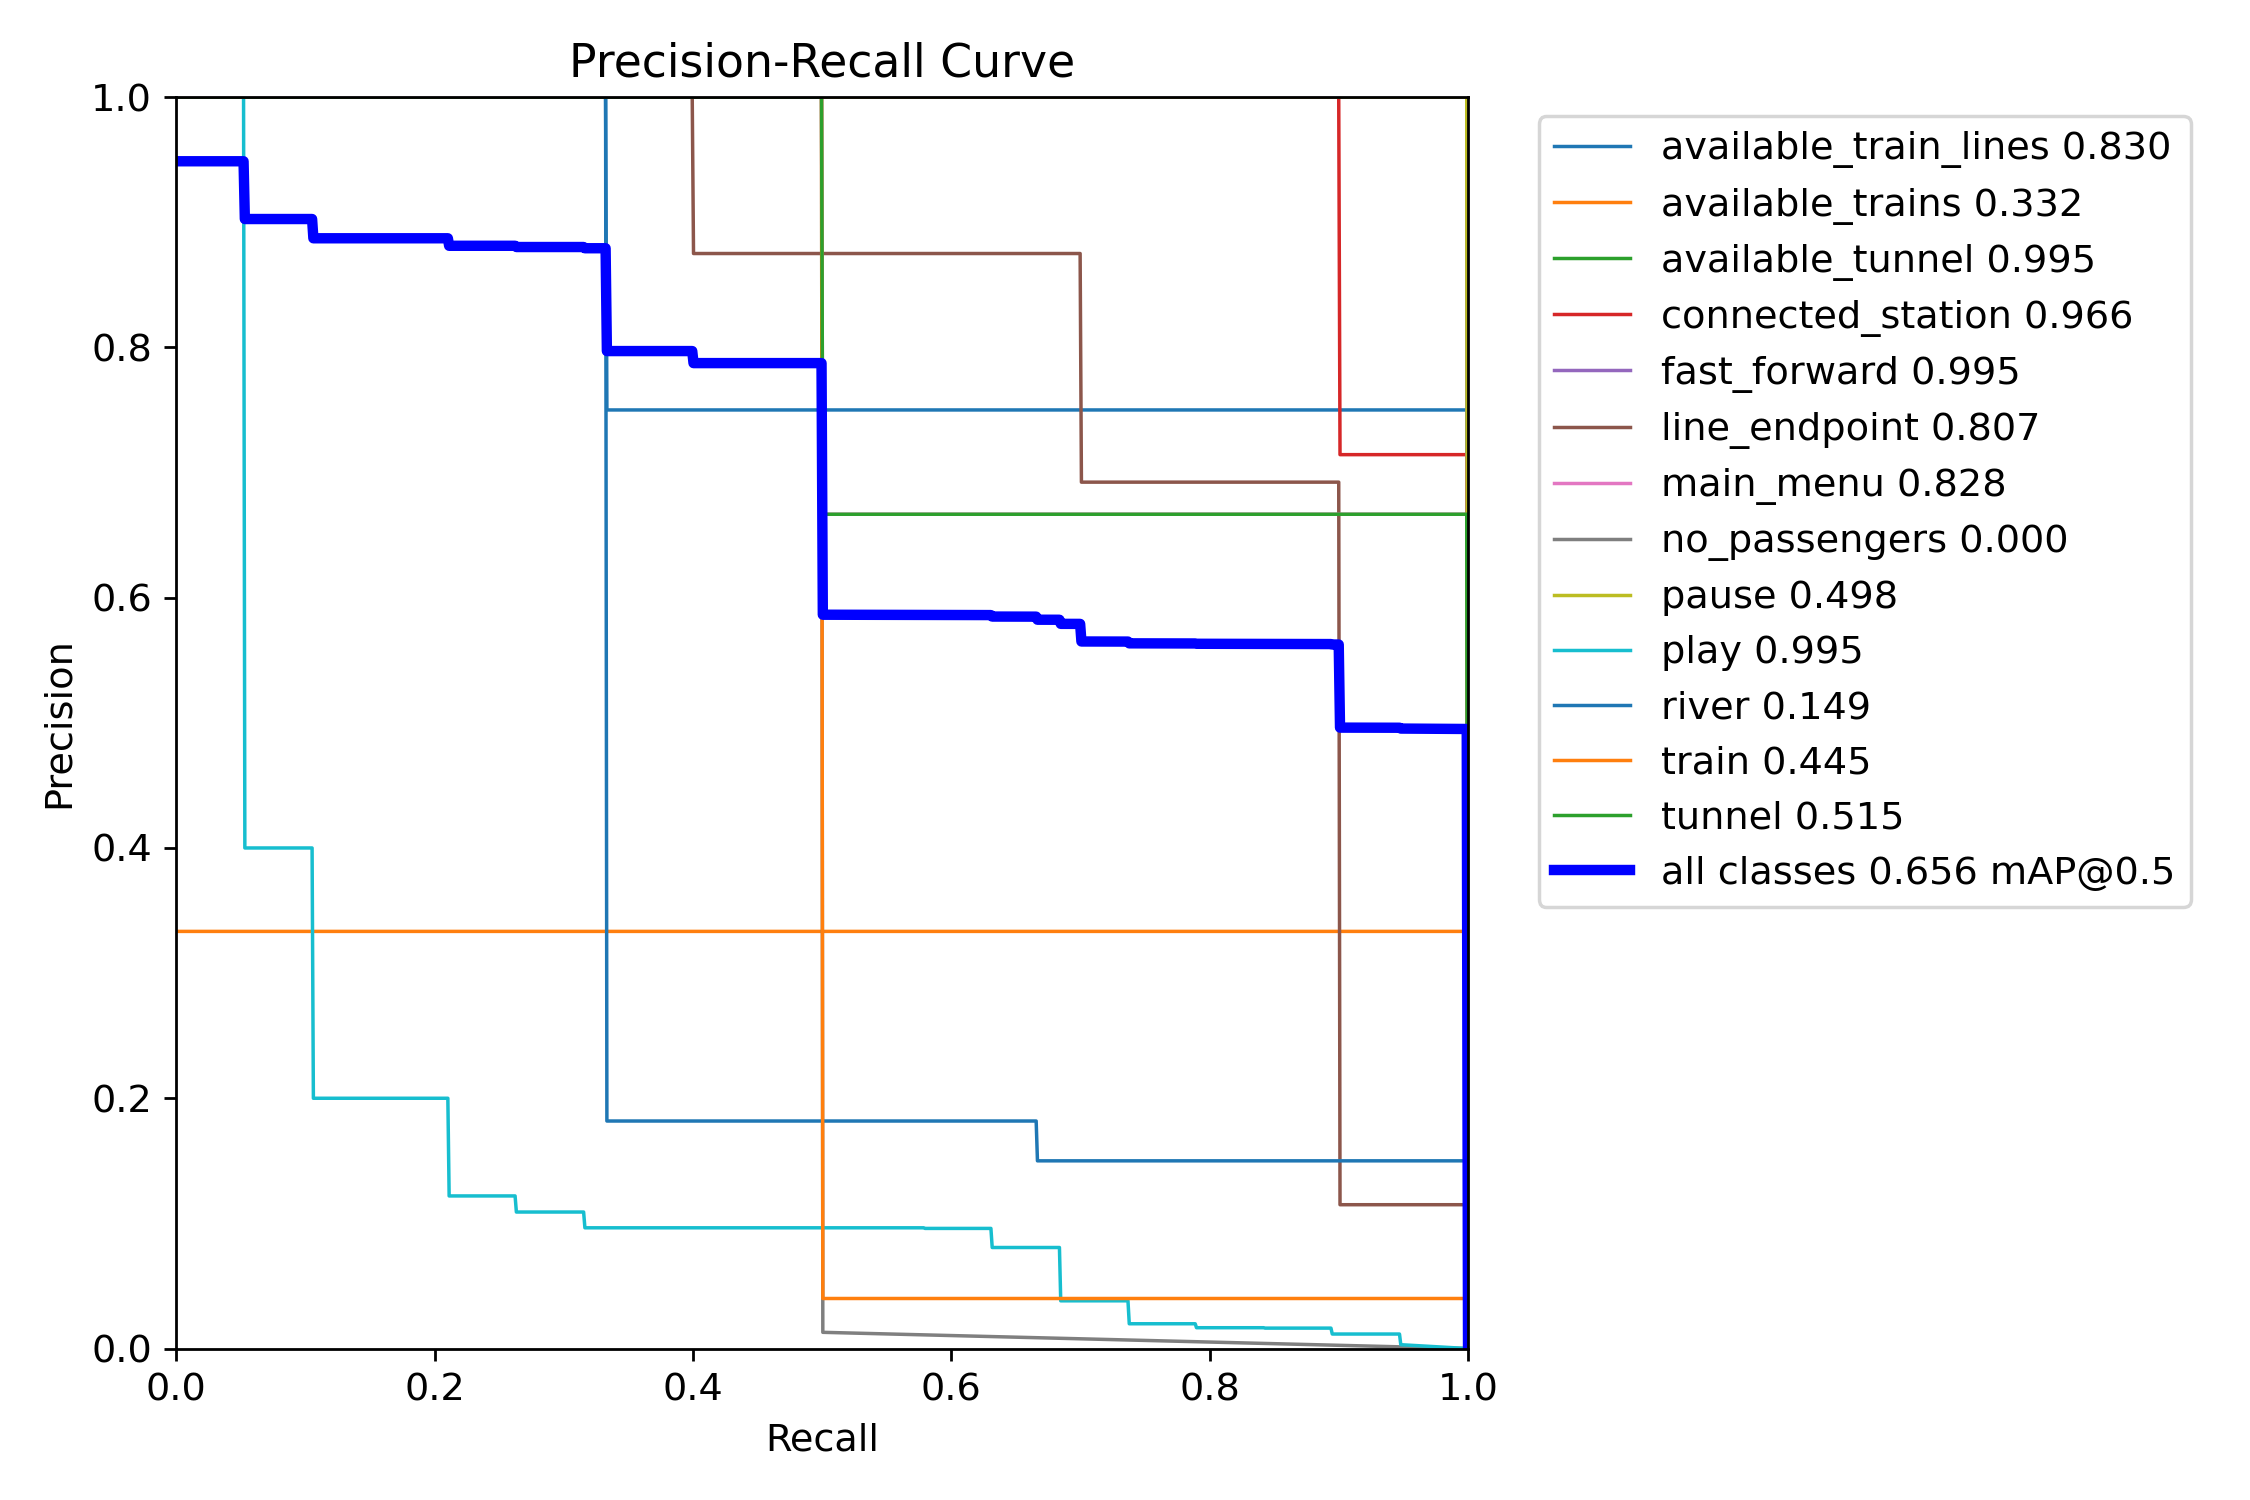 Precision-Recall Curve
1.0
0.8
0.6
0.4
0.2
0.0
Precision
0.0 0.2 0.4 0.6 0.8 1.0
Recall
available_train_lines 0.830
available_trains 0.332
available_tunnel 0.995
connected_station 0.966
fast_forward 0.995
line_endpoint 0.807
main_menu 0.828
no_passengers 0.000
pause 0.498
play 0.995
river 0.149
train 0.445
tunnel 0.515
all classes 0.656 mAP@0.5